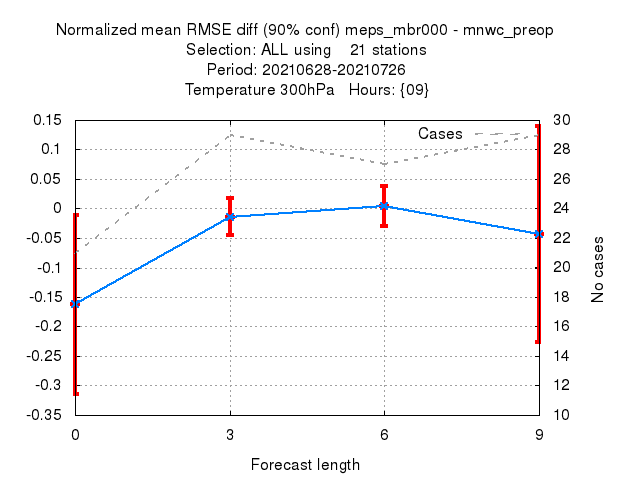 Normalized mean RMSE diff (90% conf) meps_mbr000 - mnwc_preop
Selection: ALL using    21 stations
Period: 20210628-20210726
Temperature 300hPa   Hours: {09}
0.15
0.1
0.05
0
-0.05
-0.1
-0.15
-0.2
-0.25
-0.3
-0.35
Cases
30
28
26
24
22
20
18
16
14
12
10
No cases
0 3 6 9
Forecast length